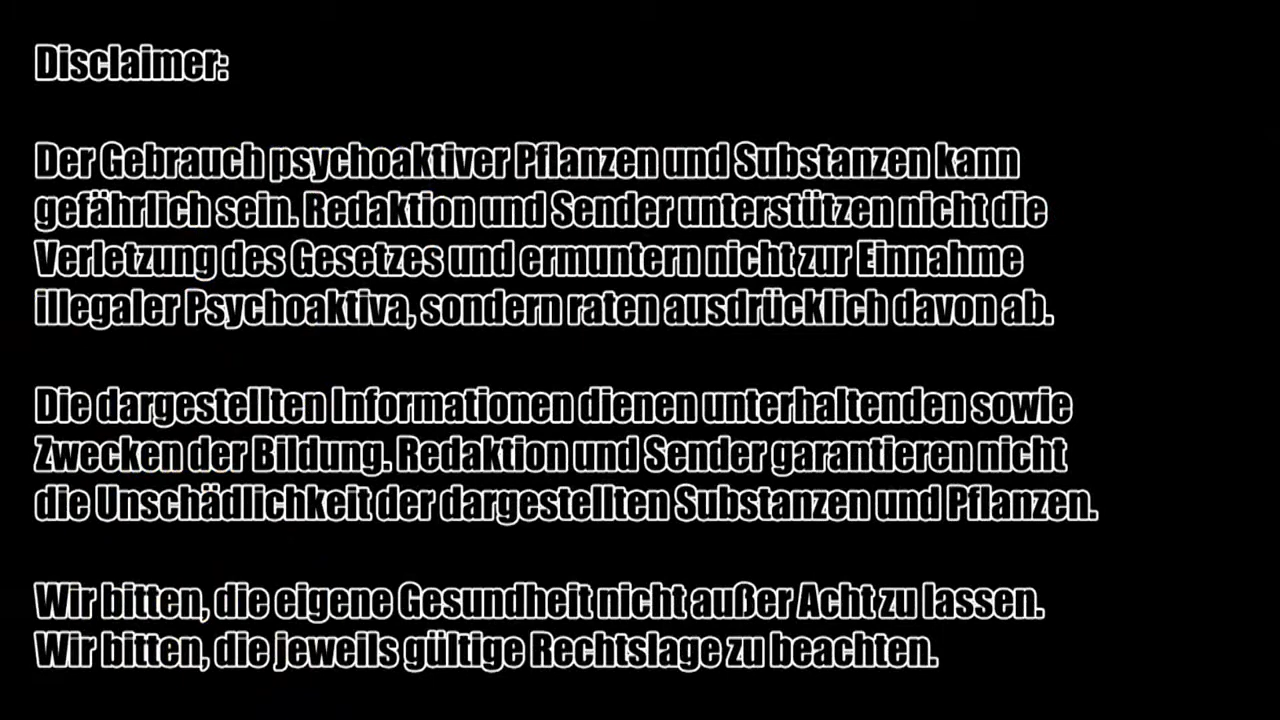 Disclaimer:
Der Gebrauch psychoaktiver Pflanzen und Substanzen kann
gefährlich sein. Redaktion und Sender unterstützen nicht die
Verletzung des Gesetzes und ermuntern nicht zur Einnahme
illegaler Psychoaktiva, sondern raten ausdrücklich davon ab.
Die dargestellten Informationen dienen unterhaltenden sowie
Zwecken der Bildung. Redaktion und Sender garantieren nicht
die Unschädlichkeit der dargestellten Substanzen und Pflanzen.
Wir bitten, die eigene Gesundheit nicht außer Acht zu lassen.
Wir bitten, die jeweils gültige Rechtslage zu beachten.